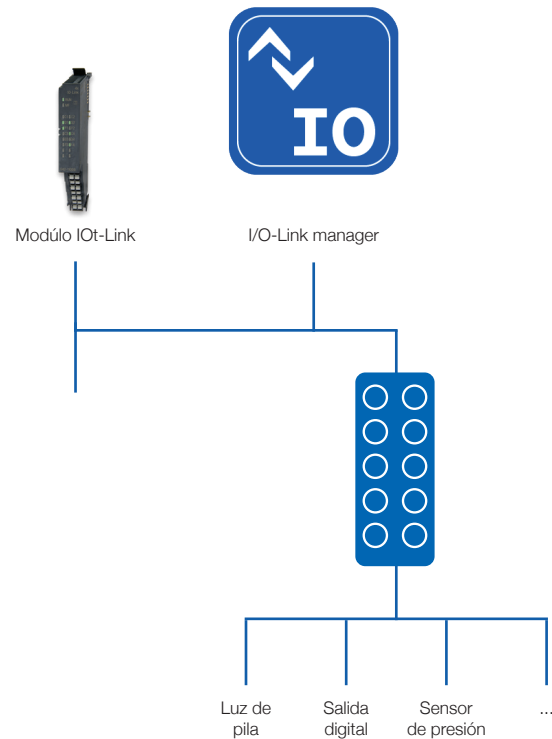 IO
Modúlo IOt-Link
I/O-Link manager
Luz de
pila
Salida
digital
Sensor
de presión
...